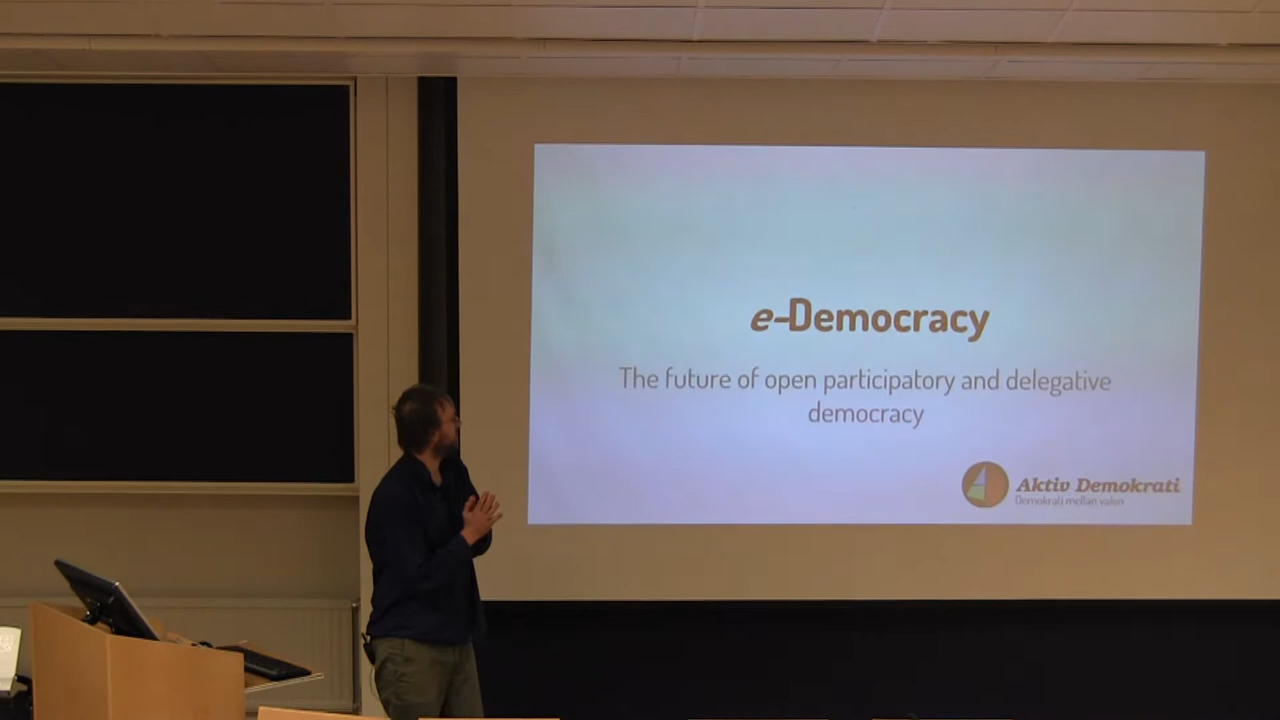 e-Democracy
The future of open participatory and delegative
democracy
Aktiv Demokrati
Demokrati mellan valen